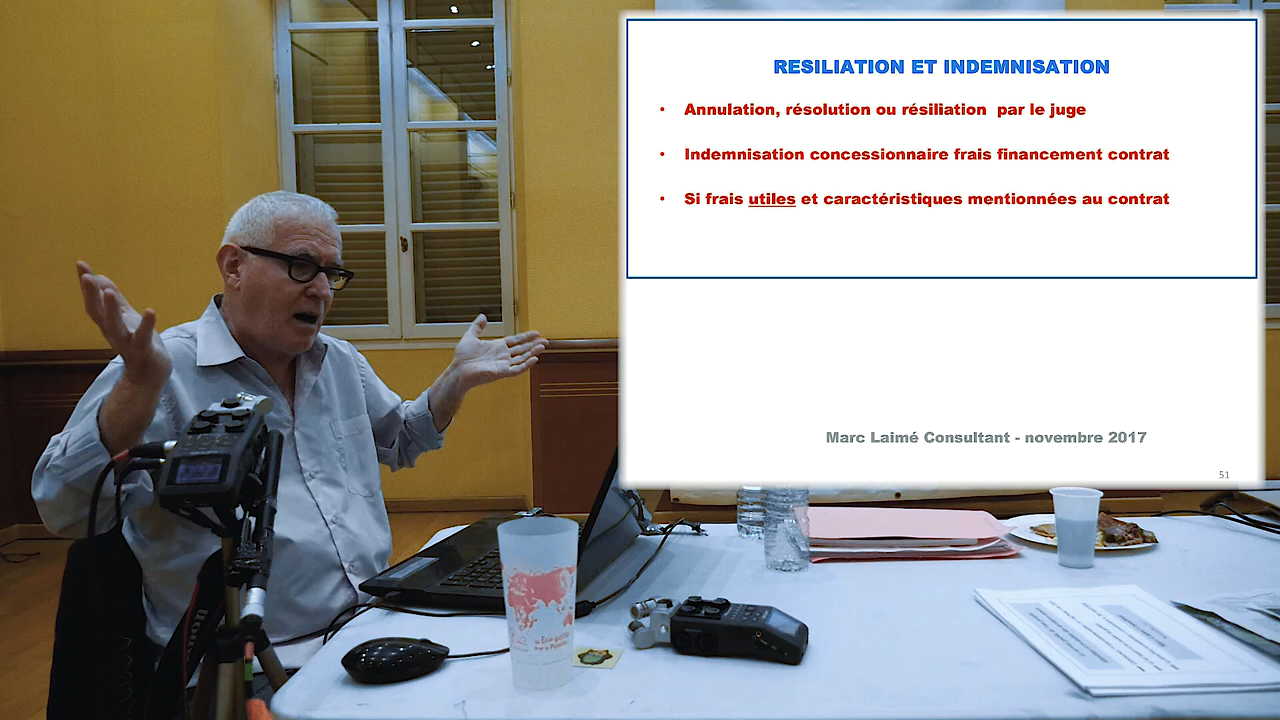 RESILIATION ET INDEMNISATION
• Annulation, résolution ou résiliation par le juge
• Indemnisation concessionnaire frais financement contrat
• Si frais utiles et caractéristiques mentionnées au contrat
Marc Laimé Consultant - novembre 2017
51